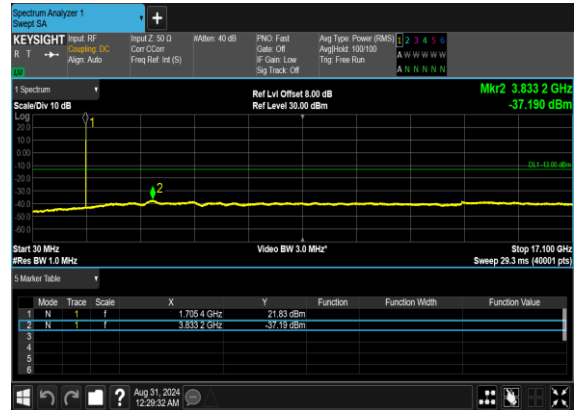 Spectrum Analyzer 1
Swept SA
+
KEYSIGHT Input: RF Input Z: 50 Ω #Atten: 40 dB PNO: Fast Avg Type: Power (RMS) 1 2 3 4 5 6
R T Coupling: DC Corr CCorr Gate: Off Avg|Hold: 100/100 A W W W W W
Align: Auto Freq Ref: Int (S) IF Gain: Low Trig: Free Run
Sig Track: Off A N N N N N
LXI
1 Spectrum Ref Lvl Offset 8.00 dB Mkr2 3.833 2 GHz
Scale/Div 10 dB Ref Level 30.00 dBm -37.190 dBm
Log
1
20.0
10.0
0.00
-10.0
DL1 -13.00 dBm
-20.0
-30.0
2
-40.0
-50.0
-60.0
Start 30 MHz Video BW 3.0 MHz* Stop 17.100 GHz
#Res BW 1.0 MHz Sweep 29.3 ms (40001 pts)
5 Marker Table
Mode Trace Scale X Y Function Function Width Function Value
1 N 1 f 1.705 4 GHz 21.83 dBm
2 N 1 f 3.833 2 GHz -37.19 dBm
3
4
5
6
? Aug 31, 2024
12:29:32 AM